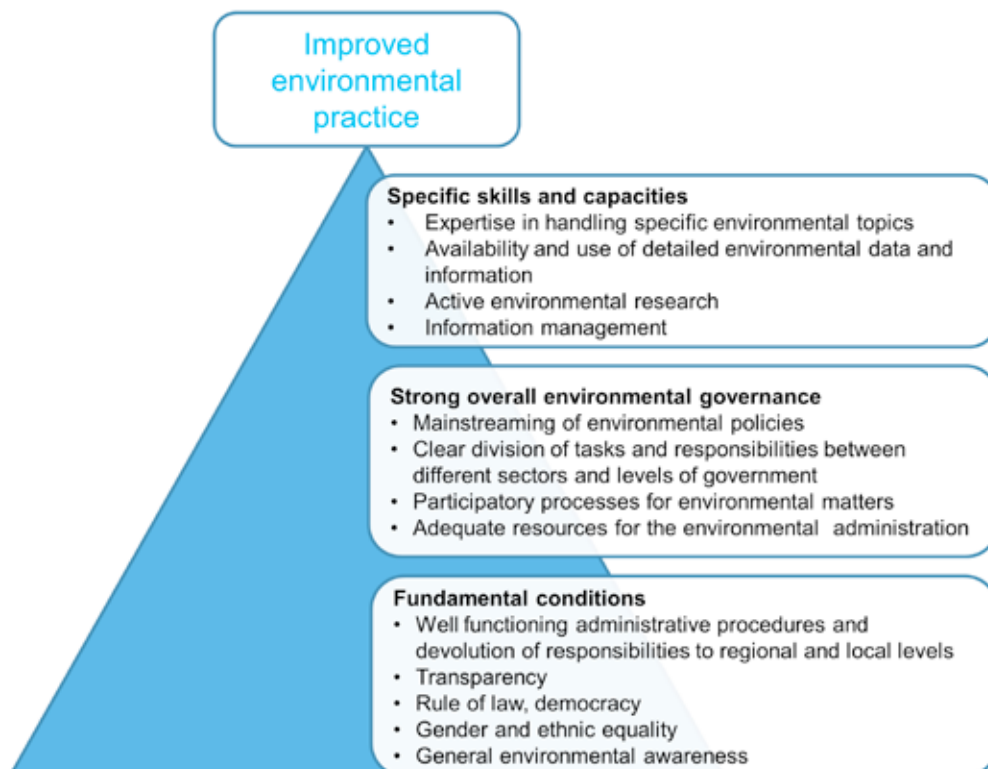 Improved
environmental
practice
Specific skills and capacities
• Expertise in handling specific environmental topics
• Availability and use of detailed environmental data and
information
• Active environmental research
• Information management
Strong overall environmental governance
• Mainstreaming of environmental policies
• Clear division of tasks and responsibilities between
different sectors and levels of government
• Participatory processes for environmental matters
• Adequate resources for the environmental administration
Fundamental conditions
• Well functioning administrative procedures and
devolution of responsibilities to regional and local levels
• Transparency
• Rule of law, democracy
• Gender and ethnic equality
• General environmental awareness